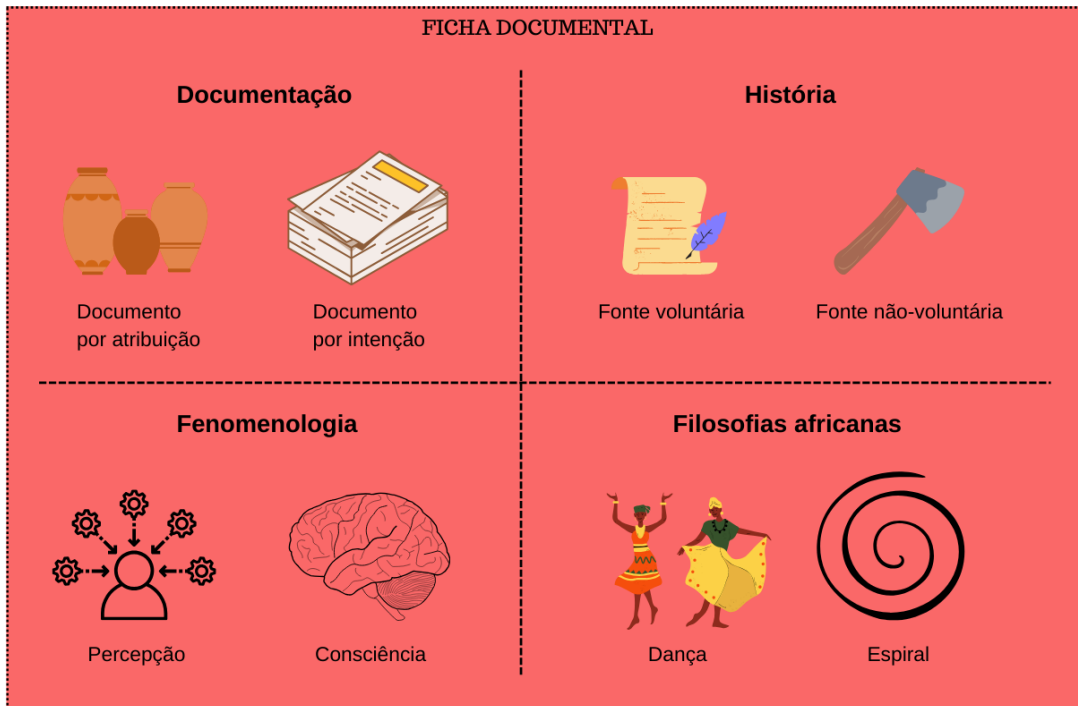 FICHA DOCUMENTAL
Documentação
História
Documento
por atribuição
Documento
por intenção
Fonte voluntária
Fonte não-voluntária
Fenomenologia
Filosofias africanas
Percepção
Consciência
Dança
Espiral